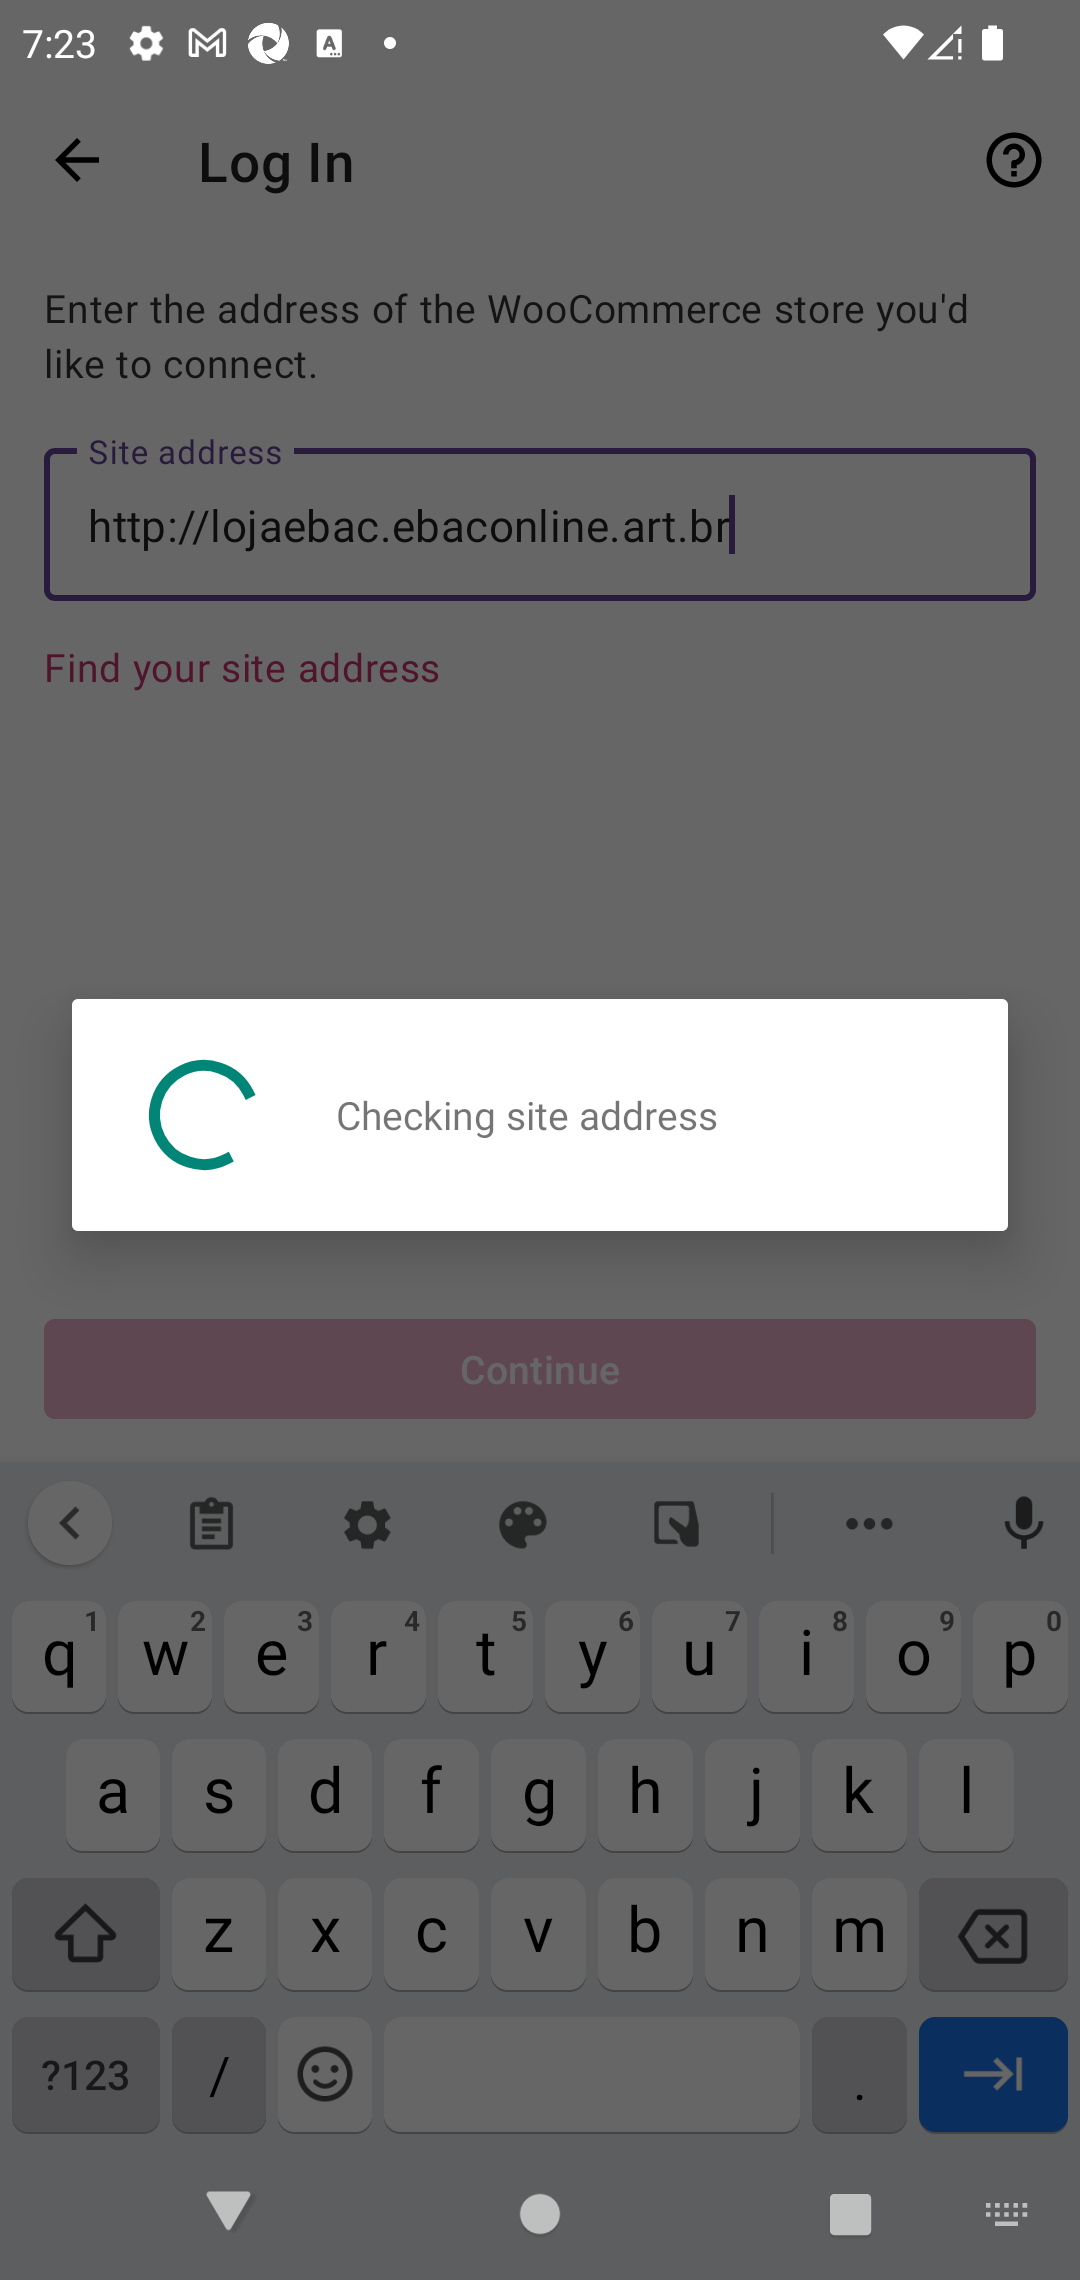 7:23
Log In
Enter the address of the WooCommerce store you'd
like to connect.
Site address
http://lojaebac.ebaconline.art.br
Find your site address
Checking site address
Continue
q 1 w 2 e 3 r 4 t 5 y 6 u 7 i 8 o 9 p 0
a s d f g h j k l
z x c v b n m
?123 / .